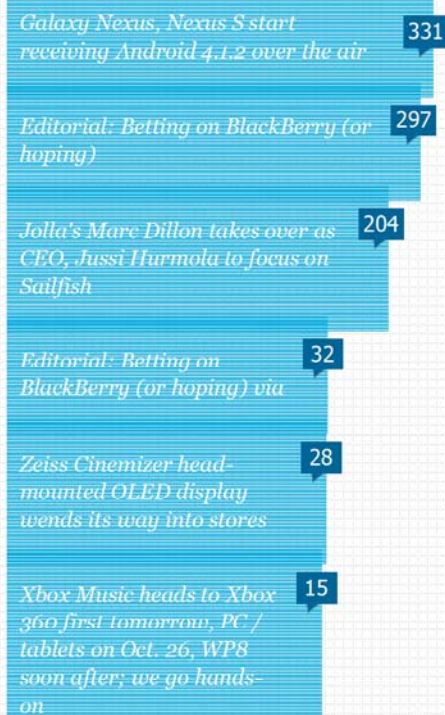 Galaxy Nexus, Nexus S start
receiving Android 4.1.2 over the air
331
Editorial: Betting on BlackBerry (or
hoping)
297
Jolla's Marc Dillon takes over as
CEO, Jussi Hurmola to focus on
Sailfish
204
Editorial: Betting on
BlackBerry (or hoping) via
32
Zeiss Cinemizer head-
mounted OLED display
wends its way into stores
28
Xbox Music heads to Xbox
360 first tomorrow, PC /
tablets on Oct. 26, WP8
soon after; we go hands-
on
15